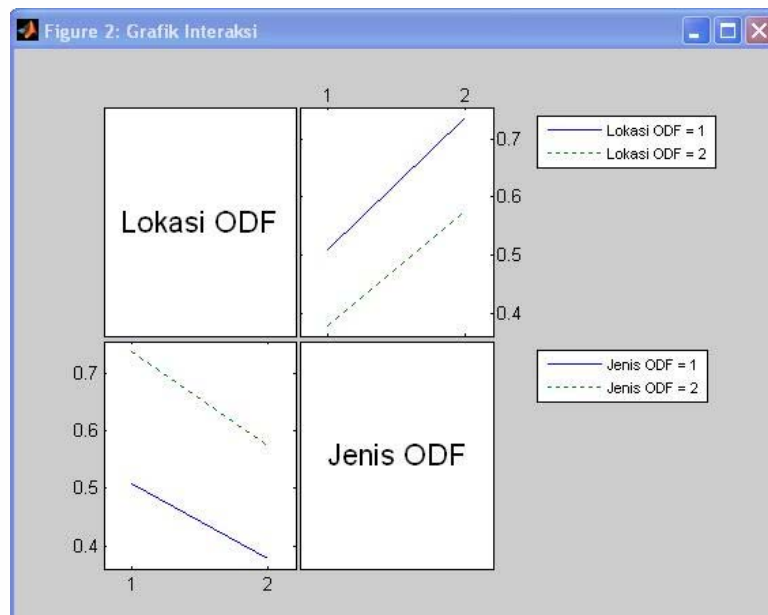 Figure 2: Grafik Interaksi
1 2
Lokasi ODF
0.7
0.6
0.5
0.4
Lokasi ODF = 1
Lokasi ODF = 2
0.7
0.6
0.5
0.4
Jenis ODF
Jenis ODF = 1
Jenis ODF = 2
1 2